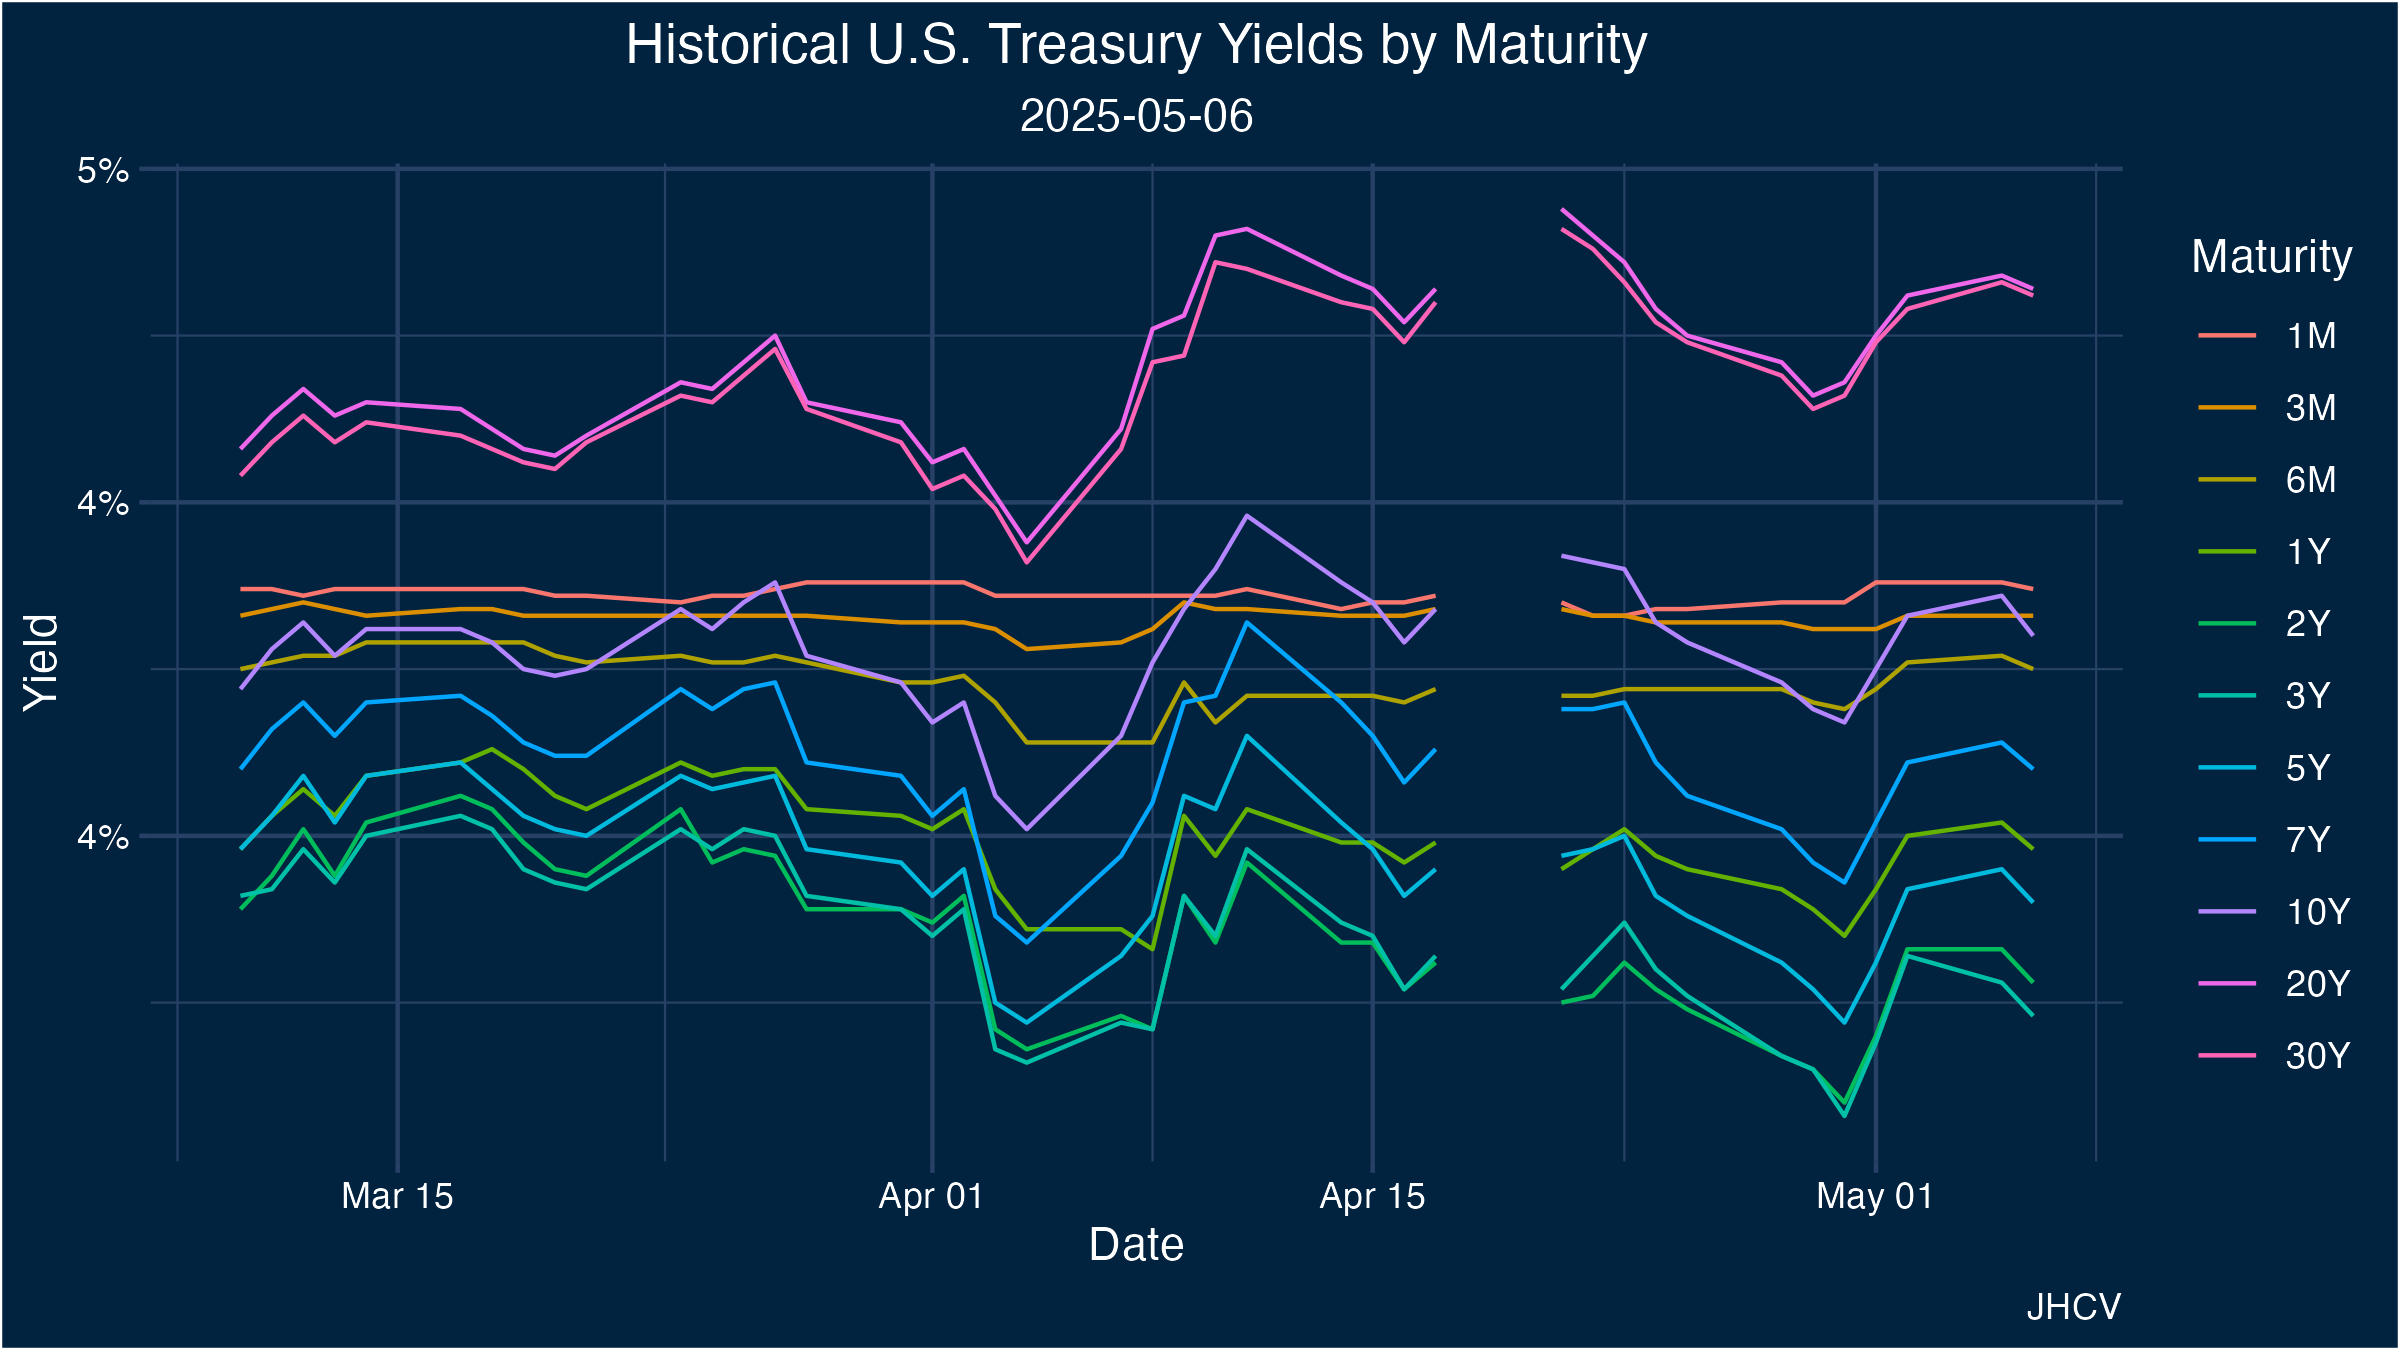 Historical U.S. Treasury Yields by Maturity
2025-05-06
5%
4%
4%
Yield
Mar 15
Apr 01
Apr 15
May 01
Date
Maturity
1M
3M
6M
1Y
2Y
3Y
5Y
7Y
10Y
20Y
30Y
JHCV